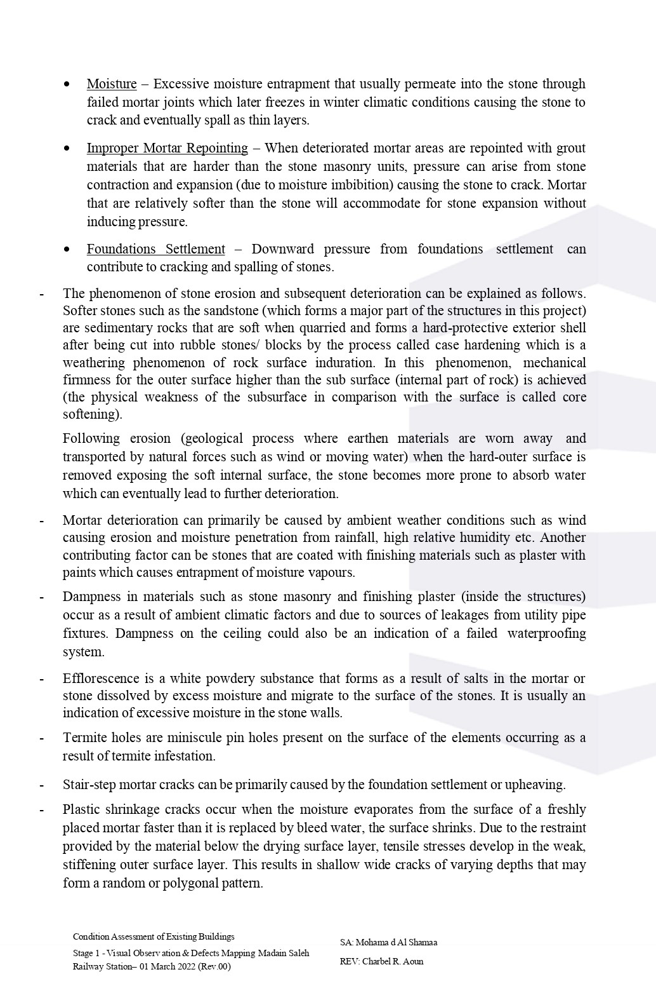 • Moisture – Excessive moisture entrapment that usually permeate into the stone through
failed mortar joints which later freezes in winter climatic conditions causing the stone to
crack and eventually spall as thin layers.
• Improper Mortar Repointing – When deteriorated mortar areas are repointed with grout
materials that are harder than the stone masonry units, pressure can arise from stone
contraction and expansion (due to moisture imbibition) causing the stone to crack. Mortar
that are relatively softer than the stone will accommodate for stone expansion without
inducing pressure.
• Foundations Settlement – Downward pressure from foundations settlement can
contribute to cracking and spalling of stones.
- The phenomenon of stone erosion and subsequent deterioration can be explained as follows.
Softer stones such as the sandstone (which forms a major part of the structures in this project)
are sedimentary rocks that are soft when quarried and forms a hard-protective exterior shell
after being cut into rubble stones/ blocks by the process called case hardening which is a
weathering phenomenon of rock surface induration. In this phenomenon, mechanical
firmness for the outer surface higher than the sub surface (internal part of rock) is achieved
(the physical weakness of the subsurface in comparison with the surface is called core
softening).
Following erosion (geological process where earthen materials are worn away and
transported by natural forces such as wind or moving water) when the hard-outer surface is
removed exposing the soft internal surface, the stone becomes more prone to absorb water
which can eventually lead to further deterioration.
- Mortar deterioration can primarily be caused by ambient weather conditions such as wind
causing erosion and moisture penetration from rainfall, high relative humidity etc. Another
contributing factor can be stones that are coated with finishing materials such as plaster with
paints which causes entrapment of moisture vapours.
- Dampness in materials such as stone masonry and finishing plaster (inside the structures)
occur as a result of ambient climatic factors and due to sources of leakages from utility pipe
fixtures. Dampness on the ceiling could also be an indication of a failed waterproofing
system.
- Efflorescence is a white powdery substance that forms as a result of salts in the mortar or
stone dissolved by excess moisture and migrate to the surface of the stones. It is usually an
indication of excessive moisture in the stone walls.
- Termite holes are miniscule pin holes present on the surface of the elements occurring as a
result of termite infestation.
- Stair-step mortar cracks can be primarily caused by the foundation settlement or upheaving.
- Plastic shrinkage cracks occur when the moisture evaporates from the surface of a freshly
placed mortar faster than it is replaced by bleed water, the surface shrinks. Due to the restraint
provided by the material below the drying surface layer, tensile stresses develop in the weak,
stiffening outer surface layer. This results in shallow wide cracks of varying depths that may
form a random or polygonal pattern.
Condition Assessment of Existing Buildings
Stage 1 - Visual Observation & Defects Mapping Madain Saleh
Railway Station– 01 March 2022 (Rev.00)
SA: Mohama d Al Shamaa
REV: Charbel R. Aoun